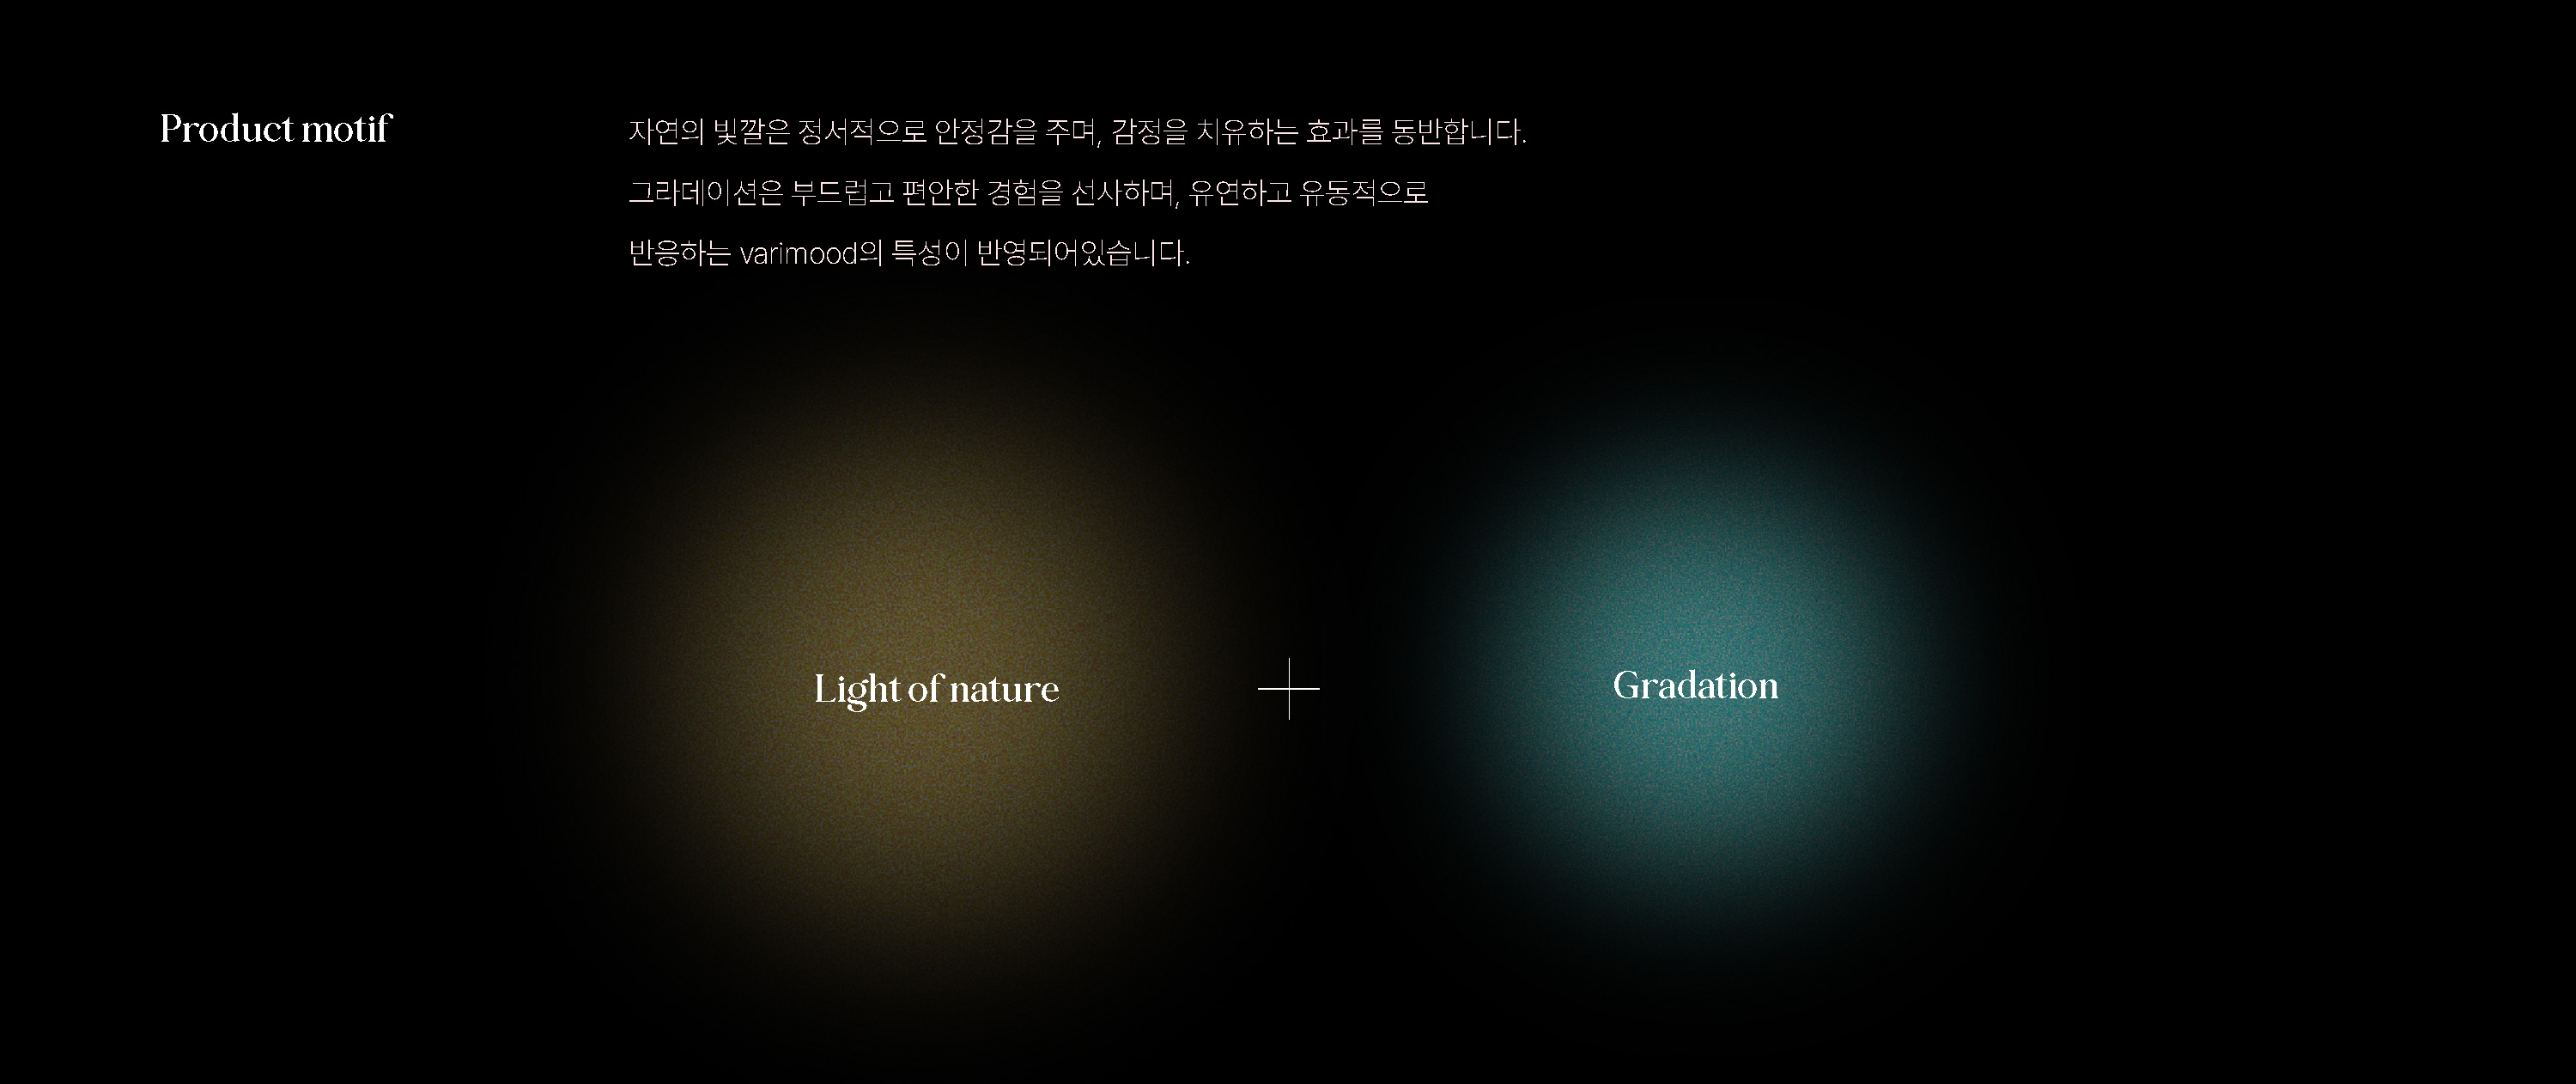 Product motif
자연의 빛깔은 정서적으로 안정감을 주며, 감정을 치유하는 효과를 동반합니다.
그라데이션은 부드럽고 편안한 경험을 선사하며, 유연하고 유동적으로
반응하는 varimood의 특성이 반영되어있습니다.
Light of nature
Gradation